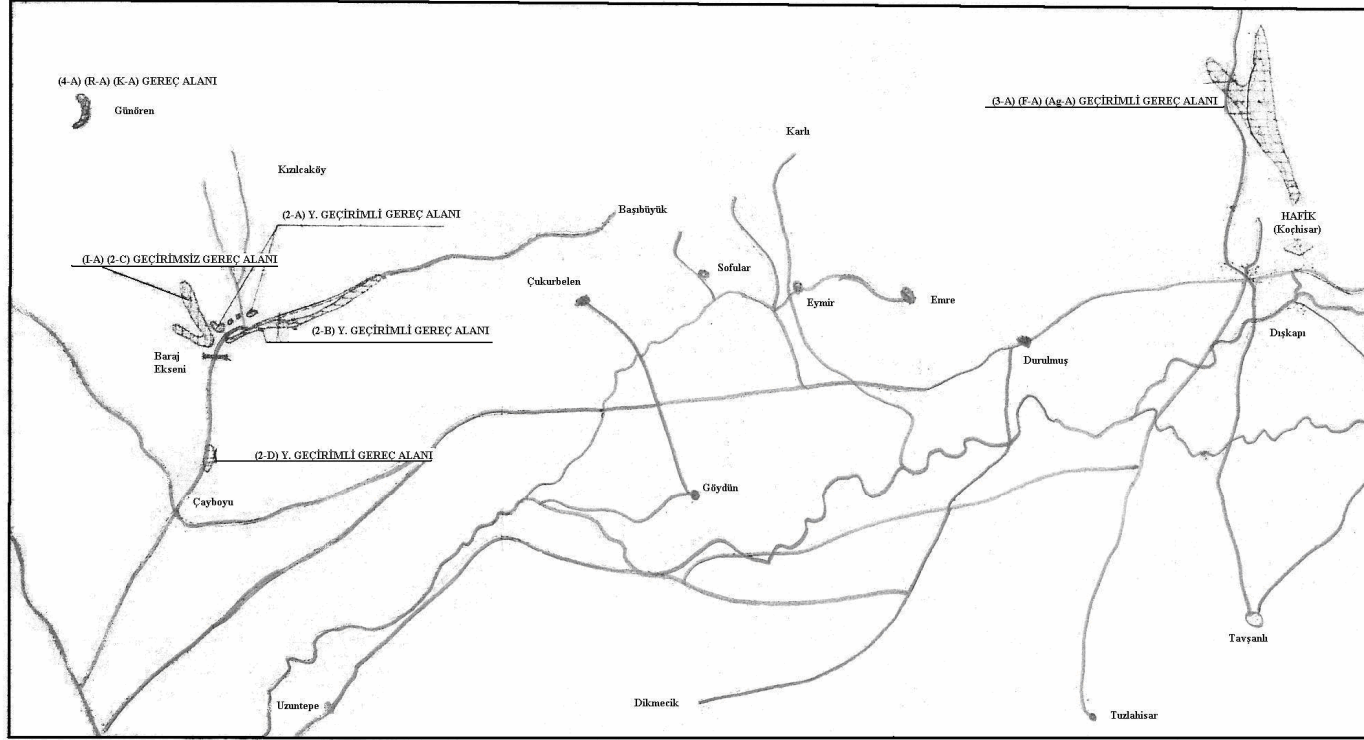 (4-A) (R-A) (K-A) GEREÇ ALANI
Günören
(3-A) (F-A) (Ag-A) GEÇİRİMLİ GEREÇ ALANI
Karlı
Kızılcaköy
(2-A) Y. GEÇİRİMLİ GEREÇ ALANI
Başıbüyük
HAFİK
(Koçhisar)
(I-A) (2-C) GEÇİRİMSİZ GEREÇ ALANI
Sofular
Çukurbelen
Eymir
Emre
(2-B) Y. GEÇİRİMLİ GEREÇ ALANI
Dışkapı
Baraj
Ekseni
Durulmuş
(2-D) Y. GEÇİRİMLİ GEREÇ ALANI
Göydün
Çayboyu
Tavşanlı
Uzuntepe
Dikmecik
Tuzlahisar